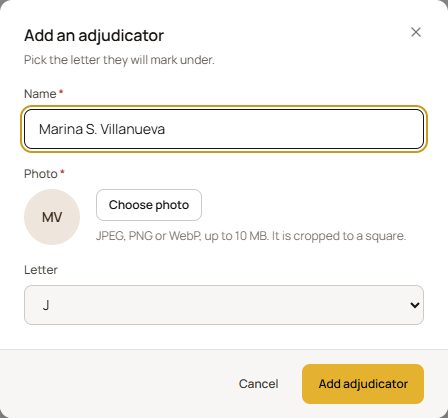 Add an adjudicator
Pick the letter they will mark under.
Name *
Marina S. Villanueva
Photo *
MV
Choose photo
JPEG, PNG or WebP, up to 10 MB. It is cropped to a square.
Letter
J
Cancel
Add adjudicator